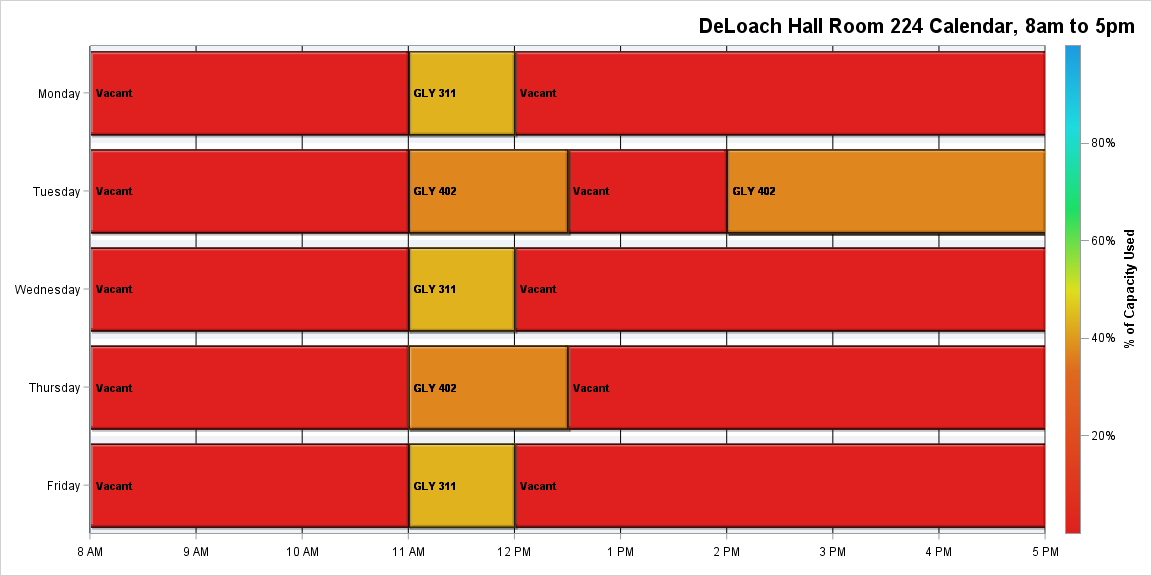 DeLoach Hall Room 224 Calendar, 8am to 5pm
Monday
Vacant
GLY 311
Vacant
Tuesday
Vacant
GLY 402
Vacant
GLY 402
Wednesday
Vacant
GLY 311
Vacant
Thursday
Vacant
GLY 402
Vacant
Friday
Vacant
GLY 311
Vacant
8 AM
9 AM
10 AM
11 AM
12 PM
1 PM
2 PM
3 PM
4 PM
5 PM
80%
60%
40%
20%
% of Capacity Used